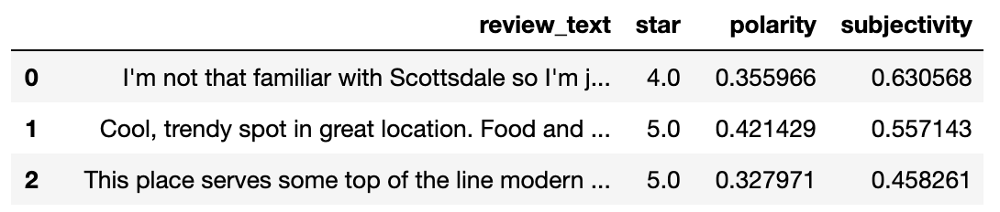 review_text star polarity subjectivity
0 I'm not that familiar with Scottsdale so I'm j... 4.0 0.355966 0.630568
1 Cool, trendy spot in great location. Food and ... 5.0 0.421429 0.557143
2 This place serves some top of the line modern ... 5.0 0.327971 0.458261